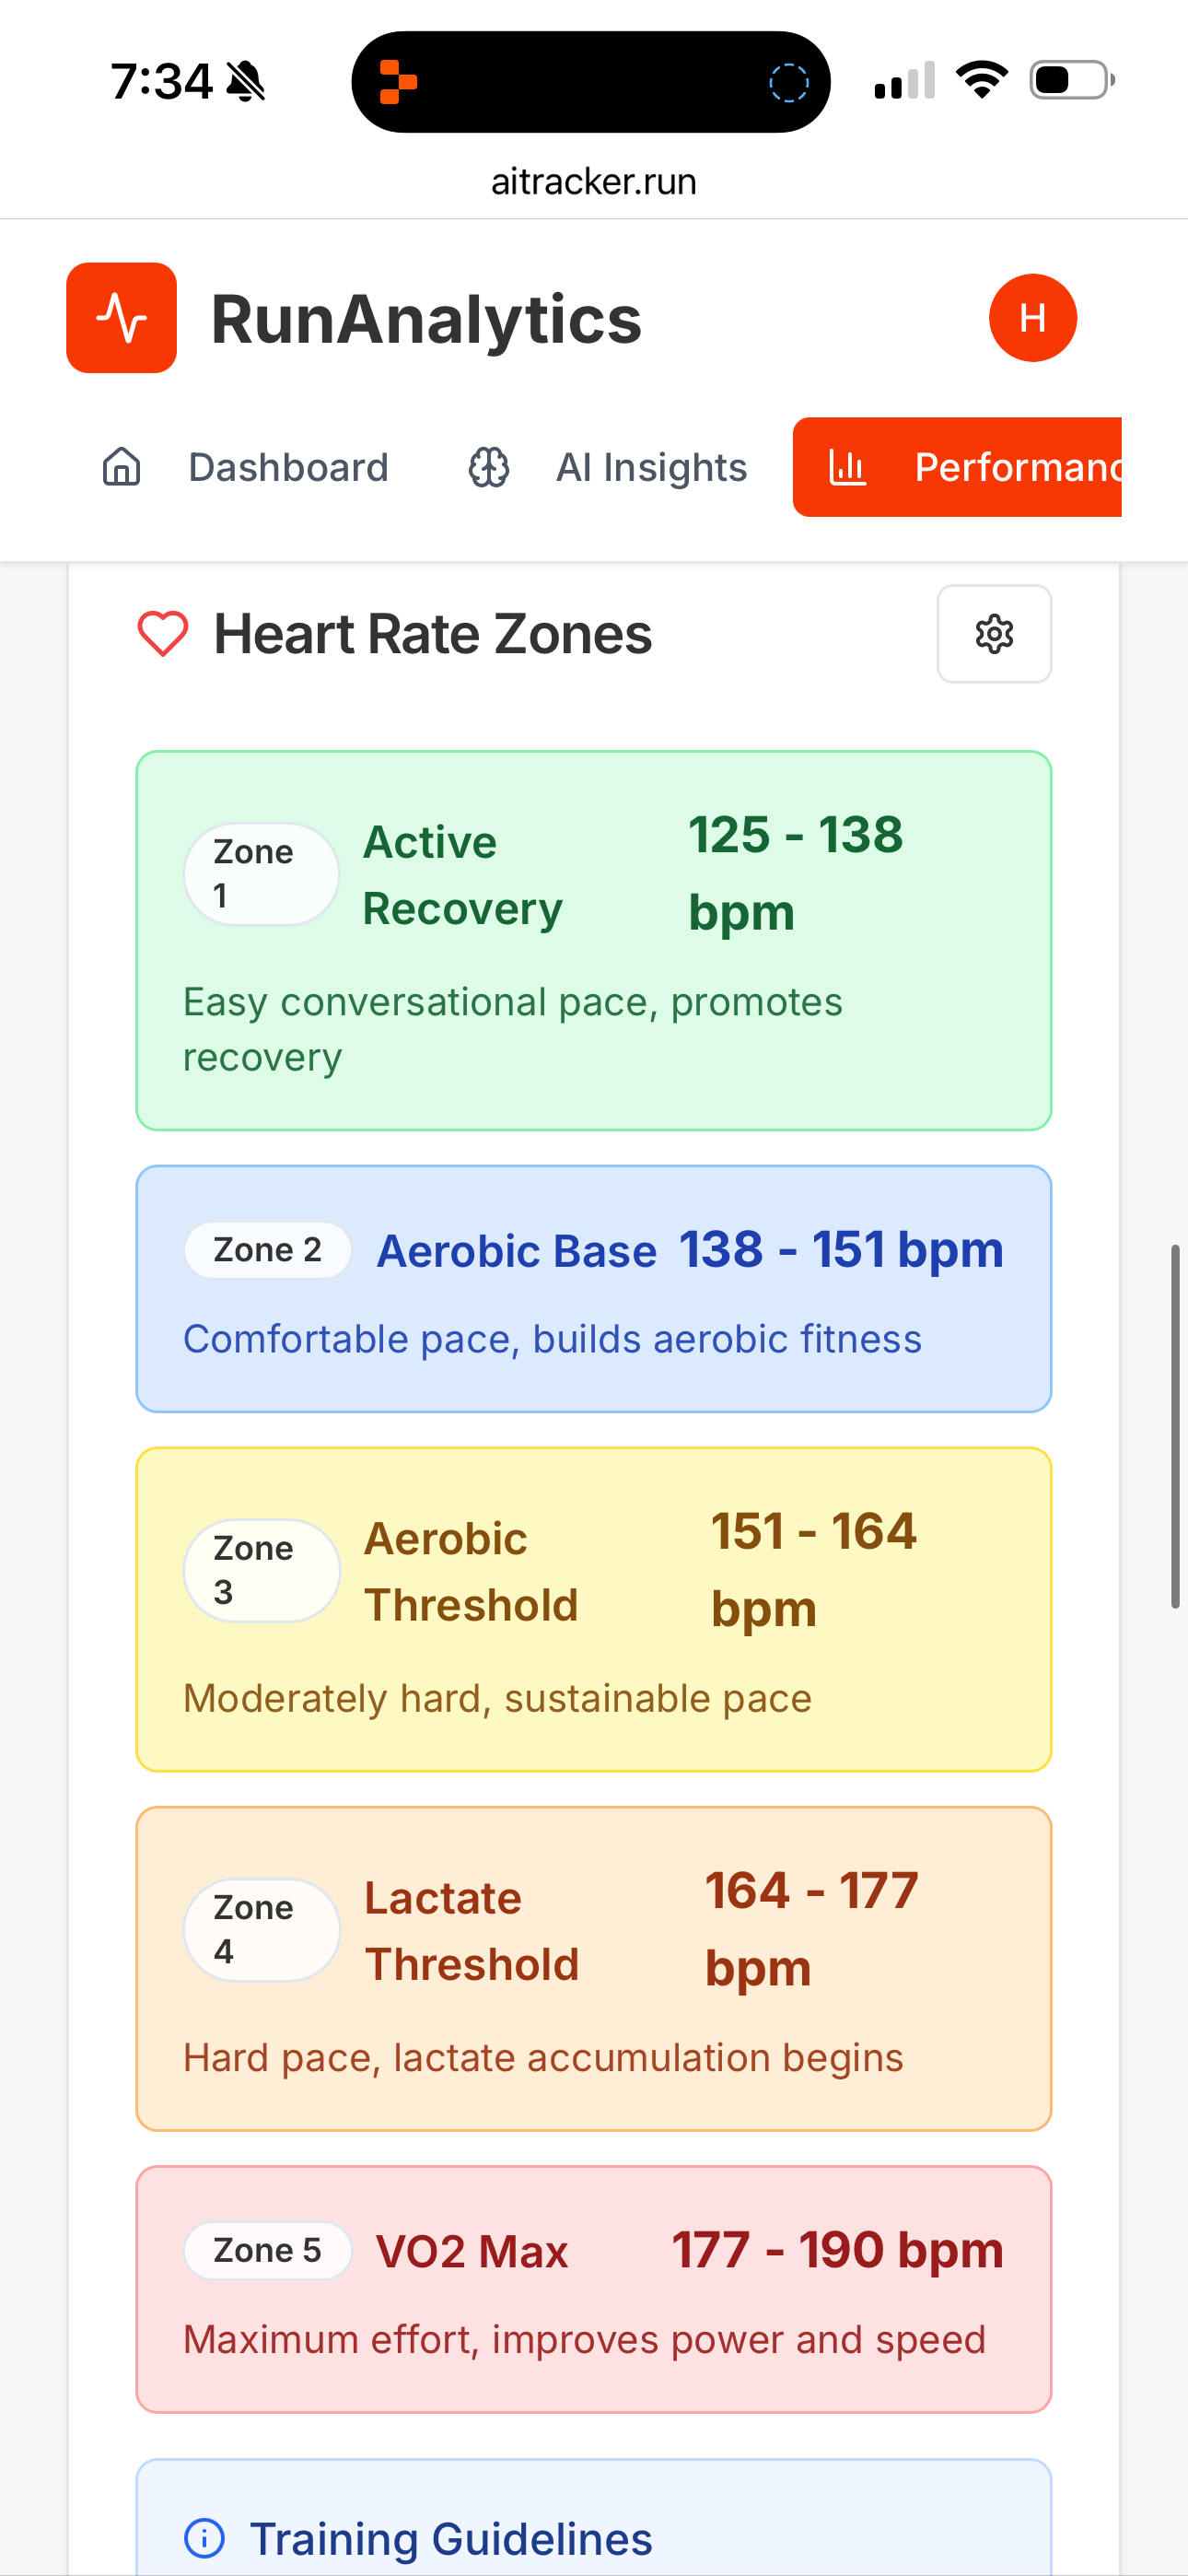 7:34
aitracker.run
RunAnalytics
H
Dashboard
AI Insights
Performanc
Heart Rate Zones
Zone
1
Active
Recovery
125 - 138
bpm
Easy conversational pace, promotes
recovery
Zone 2
Aerobic Base
138 - 151 bpm
Comfortable pace, builds aerobic fitness
Zone
3
Aerobic
Threshold
151 - 164
bpm
Moderately hard, sustainable pace
Zone
4
Lactate
Threshold
164 - 177
bpm
Hard pace, lactate accumulation begins
Zone 5
VO2 Max
177 - 190 bpm
Maximum effort, improves power and speed
Training Guidelines